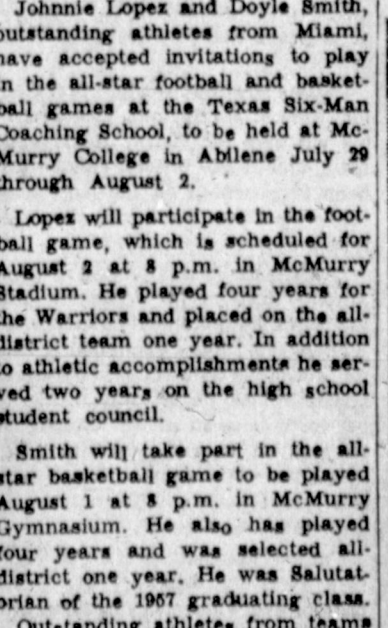 Johnnie Lopez and Doyle Smith,
outstanding athletes from Miami,
have accepted invitations to play
in the all-star football and basket-
ball games at the Texas Six-Man
Coaching School, to be held at Mc-
Murry College in Abilene July 29
through August 2.
Lopez will participate in the foot-
ball game, which is scheduled for
August 2 at 8 p.m. in McMurry
Stadium. He played four years for
the Warriors and placed on the all-
district team one year. In addition
to athletic accomplishments he ser-
ved two years on the high school
student council.
Smith will take part in the all-
star basketball game to be played
August 1 at 8 p.m. in McMurry
Gymnasium. He also has played
four years and was selected all-
district one year. He was Salutat-
orian of the 1967 graduating class.
Outstanding athletes from teams